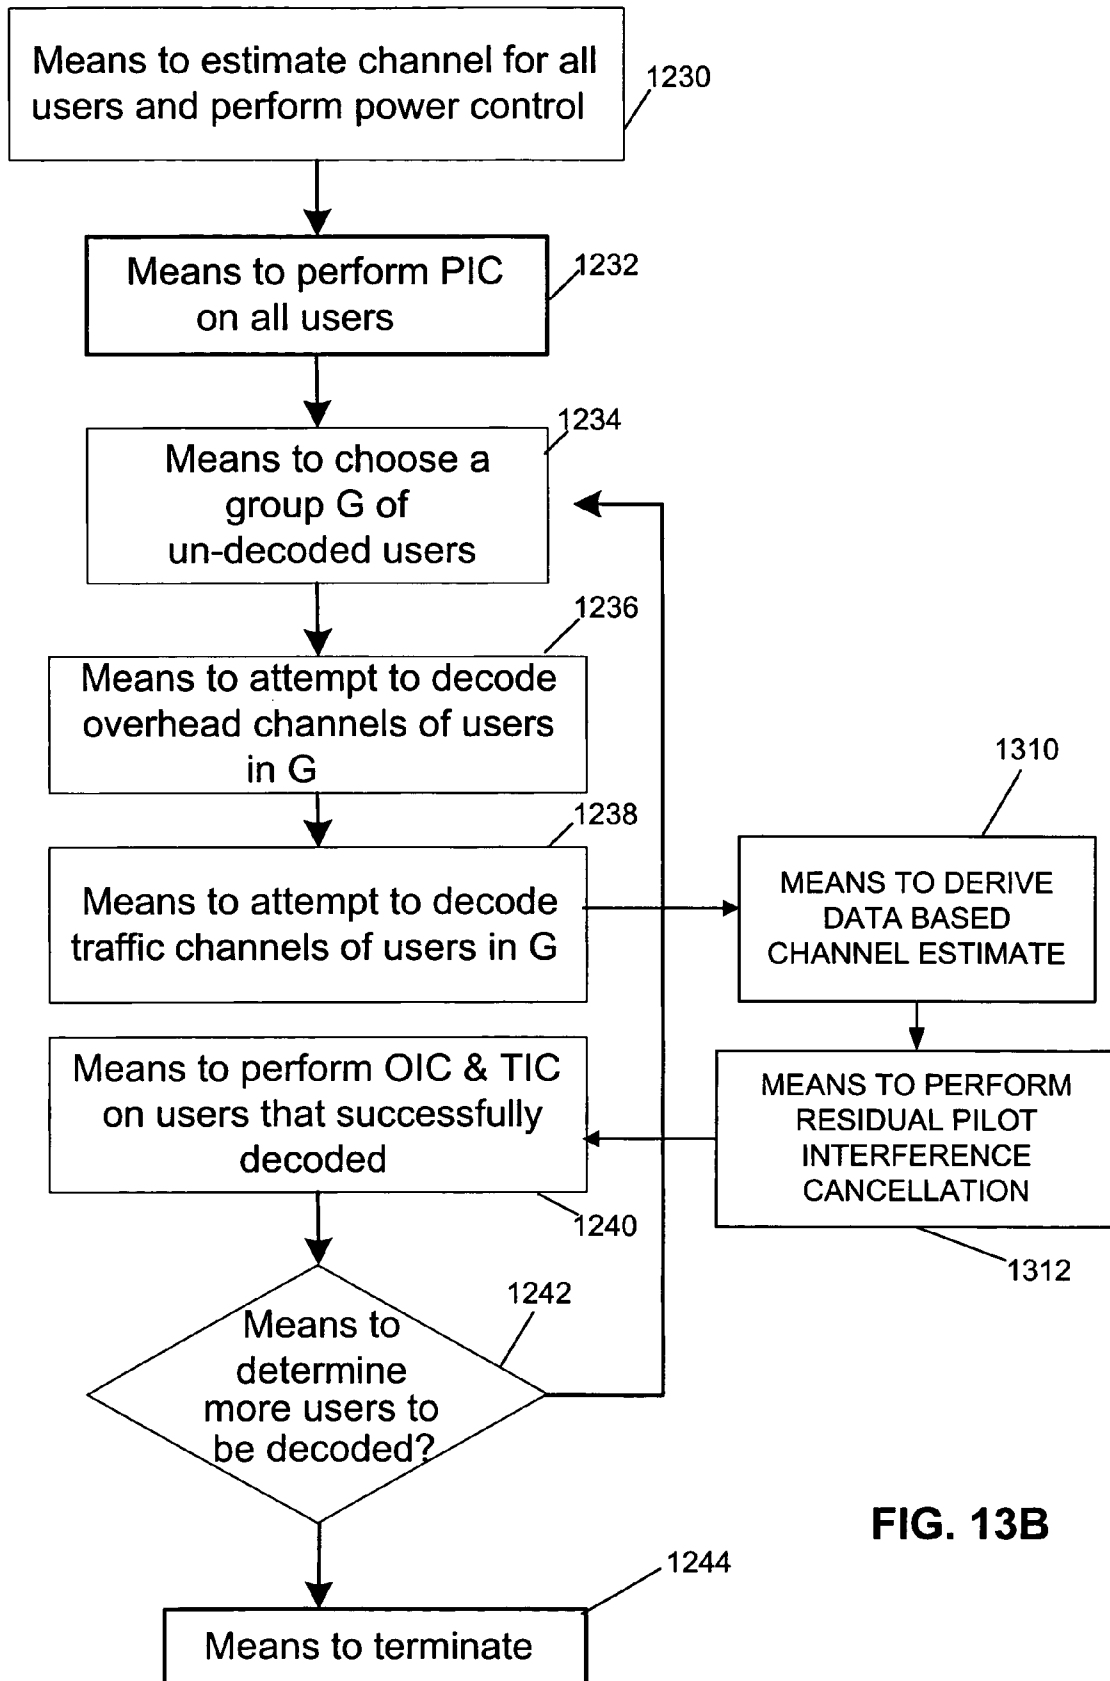 Means to estimate channel for all
users and perform power control
1230
Means to perform PIC
on all users
1232
1234
Means to choose a
group G of
un-decoded users
1236
Means to attempt to decode
overhead channels of users
in G
1238
Means to attempt to decode
traffic channels of users in G
1310
MEANS TO DERIVE
DATA BASED
CHANNEL ESTIMATE
Means to perform OIC & TIC
on users that successfully
decoded
1240
MEANS TO PERFORM
RESIDUAL PILOT
INTERFERENCE
CANCELLATION
1312
1242
Means to
determine
more users to
be decoded?
FIG. 13B
1244
Means to terminate